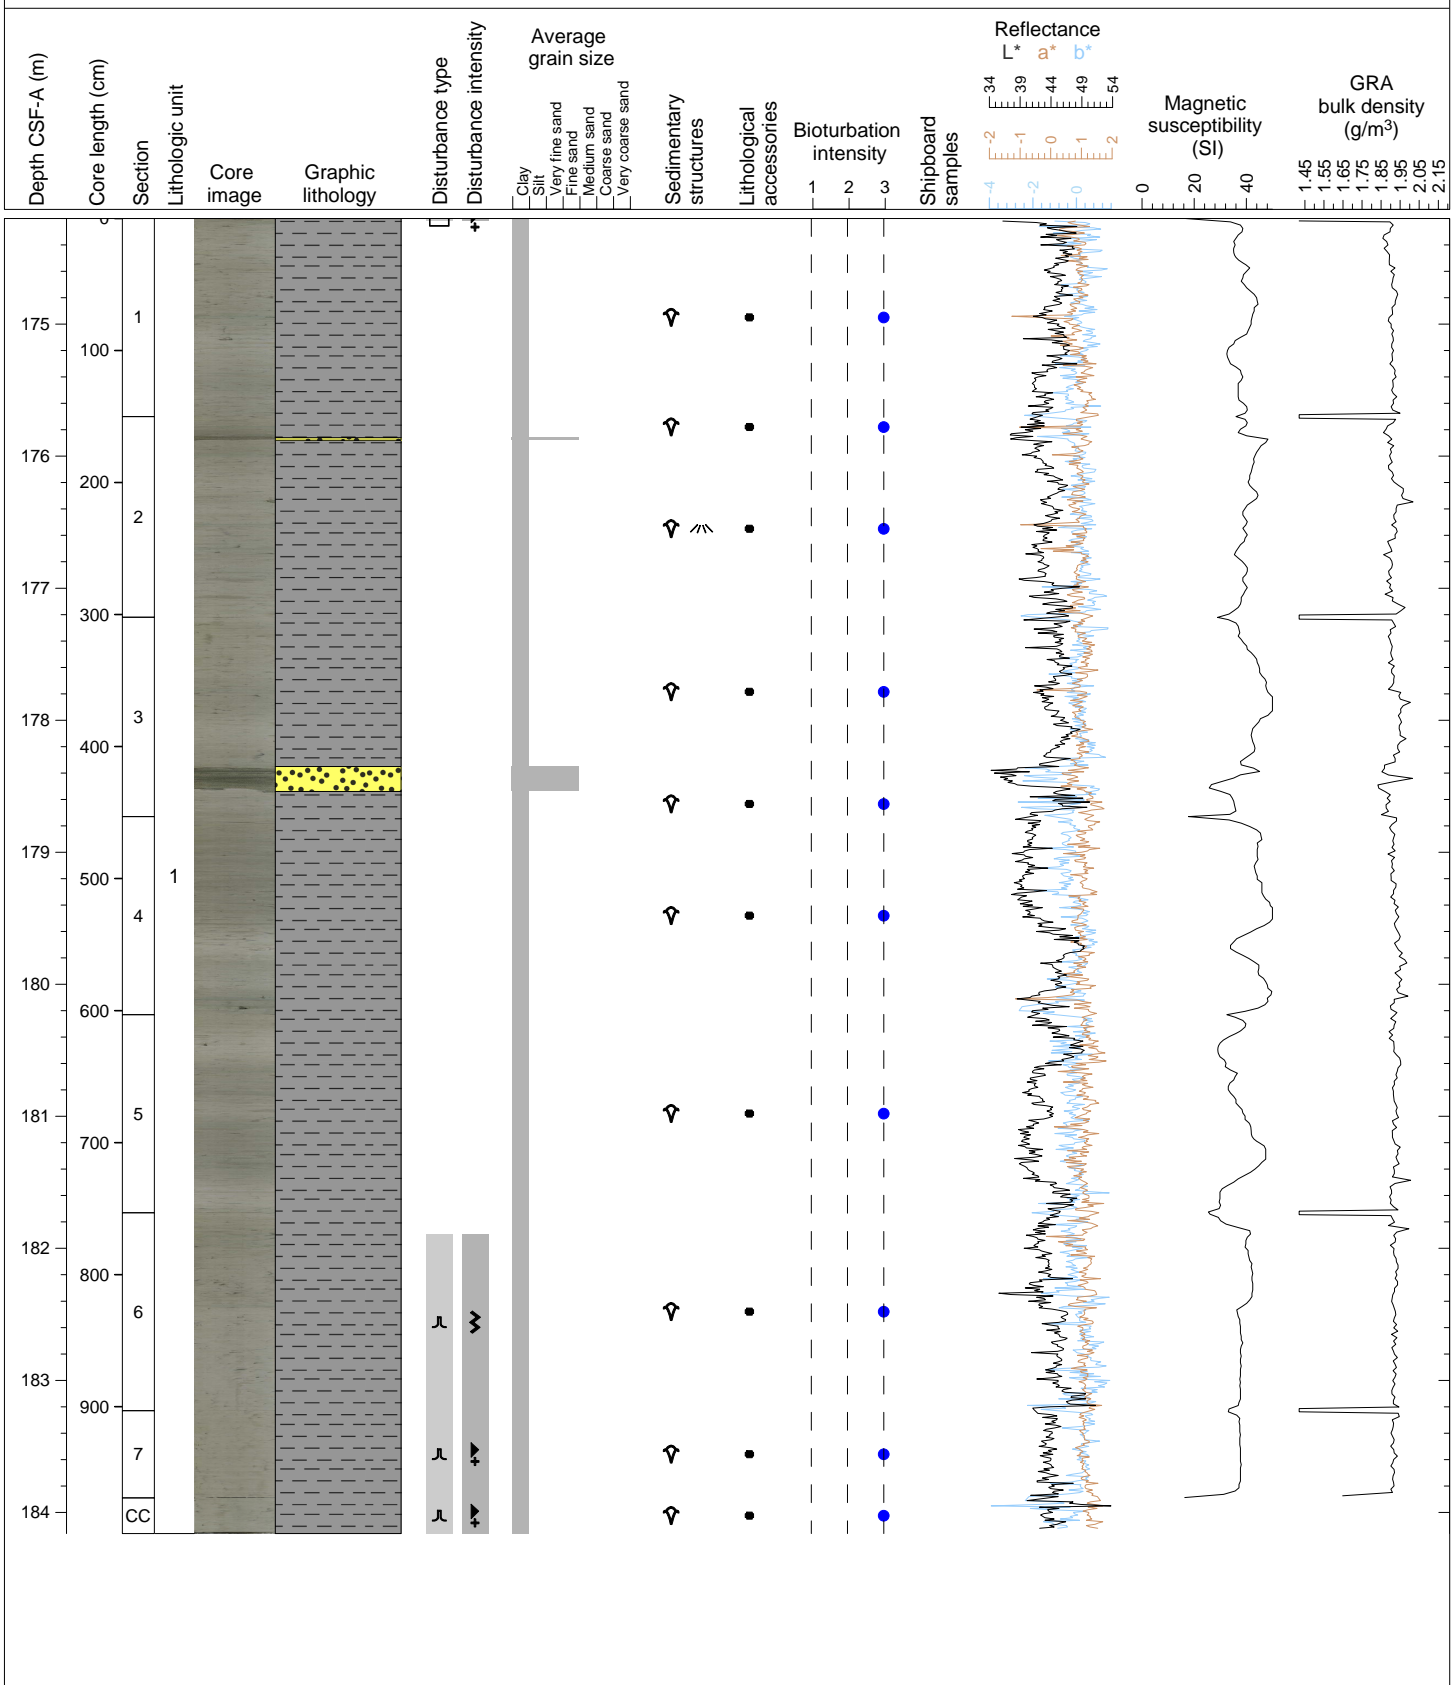 Depth CSF-A (m)
Core length (cm)
Section
Lithologic unit
Core
image
Graphic
lithology
Disturbance type
Disturbance intensity
Average
grain size
Clay
Silt
Very fine sand
Fine sand
Medium sand
Coarse sand
Very coarse sand
Sedimentary
structures
Lithological
accessories
Bioturbation
intensity
1 2 3
Shipboard
samples
Reflectance
L* a* b*
34 39 44 49 54
-2 -1 0 1 2
-4 -2 0
Magnetic
susceptibility
(SI)
0 20 40
GRA
bulk density
(g/m³)
1.45 1.55 1.65 1.75 1.85 1.95 2.05 2.15
0
1
175
100
176
200
2
177
300
178
3
400
179
1
500
4
180
600
181
5
700
182
800
6
183
900
7
184
CC